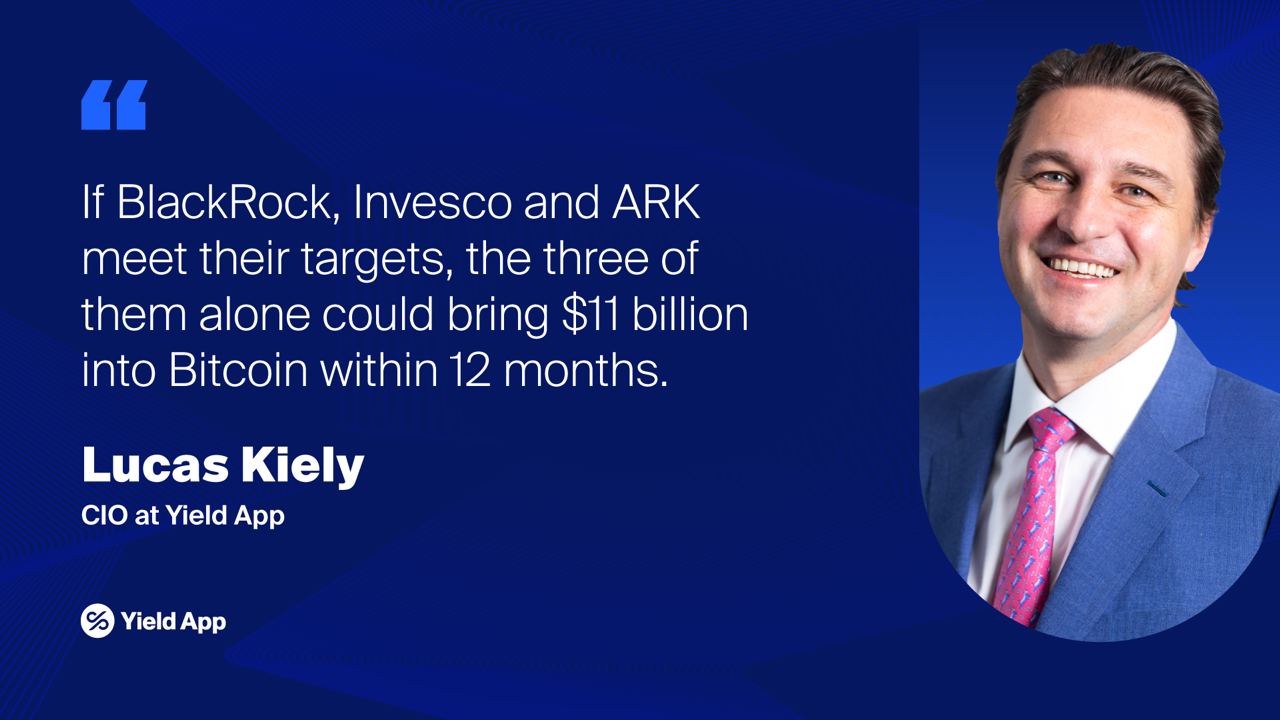 “
If BlackRock, Invesco and ARK
meet their targets, the three of
them alone could bring $11 billion
into Bitcoin within 12 months.
Lucas Kiely
CIO at Yield App
Yield App